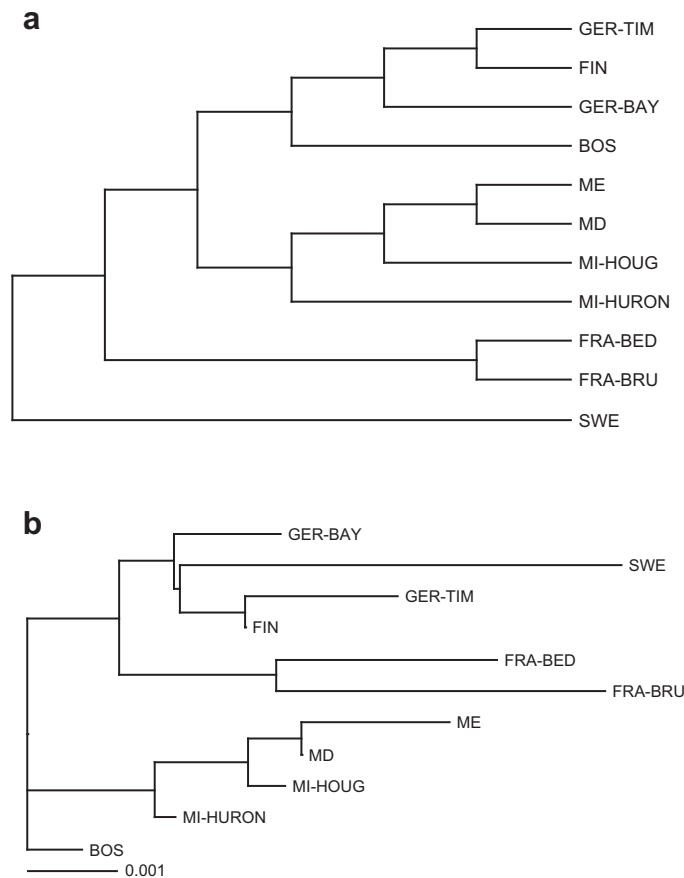 a
GER-TIM
FIN
GER-BAY
BOS
ME
MD
MI-HOUG
MI-HURON
FRA-BED
FRA-BRU
SWE
b
GER-BAY
SWE
GER-TIM
FIN
FRA-BED
FRA-BRU
ME
MD
MI-HOUG
MI-HURON
BOS
0.001